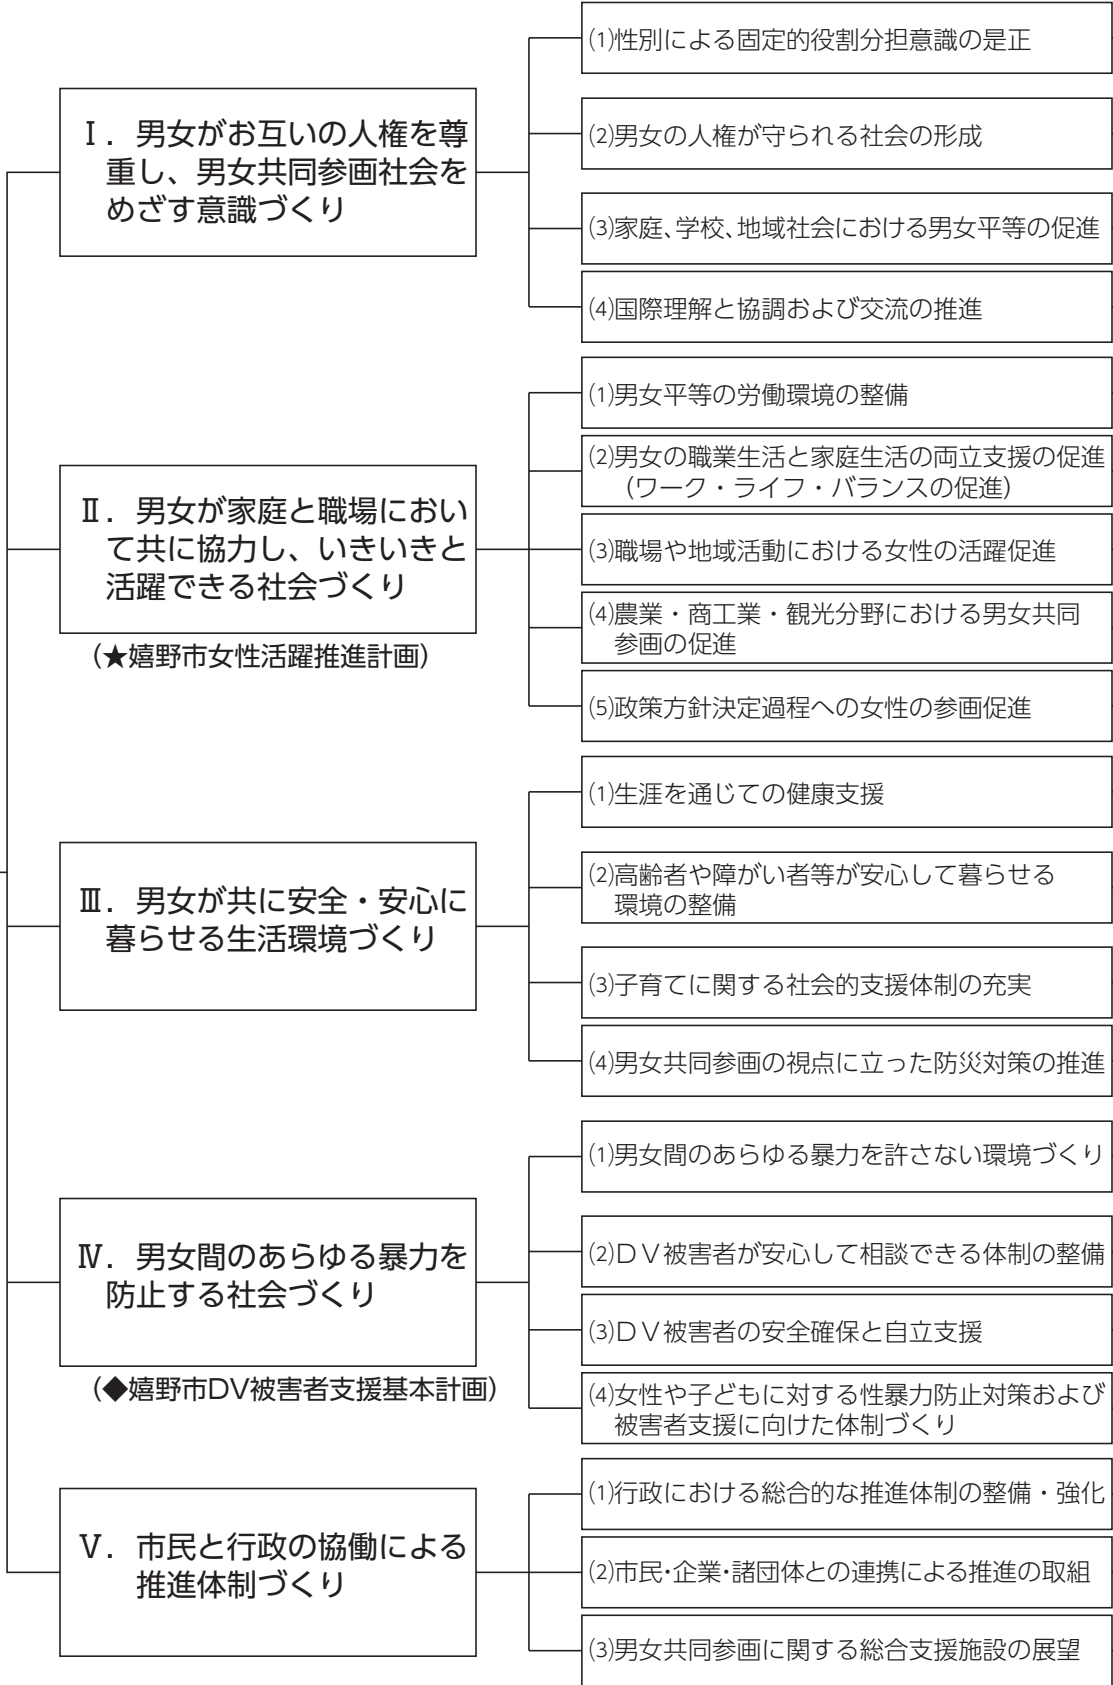 Ⅰ．男女がお互いの人権を尊
重し、男女共同参画社会を
めざす意識づくり
⑴性別による固定的役割分担意識の是正
⑵男女の人権が守られる社会の形成
⑶家庭、学校、地域社会における男女平等の促進
⑷国際理解と協調および交流の推進
Ⅱ．男女が家庭と職場におい
て共に協力し、いきいきと
活躍できる社会づくり
（★嬉野市女性活躍推進計画）
⑴男女平等の労働環境の整備
⑵男女の職業生活と家庭生活の両立支援の促進
（ワーク・ライフ・バランスの促進）
⑶職場や地域活動における女性の活躍促進
⑷農業・商工業・観光分野における男女共同
参画の促進
⑸政策方針決定過程への女性の参画促進
Ⅲ．男女が共に安全・安心に
暮らせる生活環境づくり
⑴生涯を通じての健康支援
⑵高齢者や障がい者等が安心して暮らせる
環境の整備
⑶子育てに関する社会的支援体制の充実
⑷男女共同参画の視点に立った防災対策の推進
Ⅳ．男女間のあらゆる暴力を
防止する社会づくり
（◆嬉野市DV被害者支援基本計画）
⑴男女間のあらゆる暴力を許さない環境づくり
⑵ＤＶ被害者が安心して相談できる体制の整備
⑶ＤＶ被害者の安全確保と自立支援
⑷女性や子どもに対する性暴力防止対策および
被害者支援に向けた体制づくり
Ⅴ．市民と行政の協働による
推進体制づくり
⑴行政における総合的な推進体制の整備・強化
⑵市民・企業・諸団体との連携による推進の取組
⑶男女共同参画に関する総合支援施設の展望